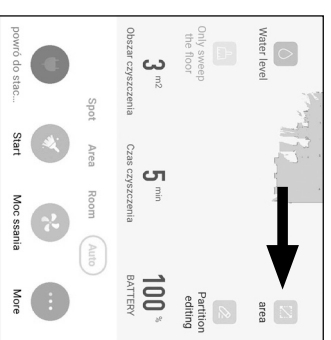 Water level
area
Only sweep
the floor
Partition
editing
3 m2
5 min
100 %
Obszar czyszczenia
Czas czyszczenia
BATTERY
Spot
Area
Room
Auto
powró do stac...
Start
Moc ssania
More